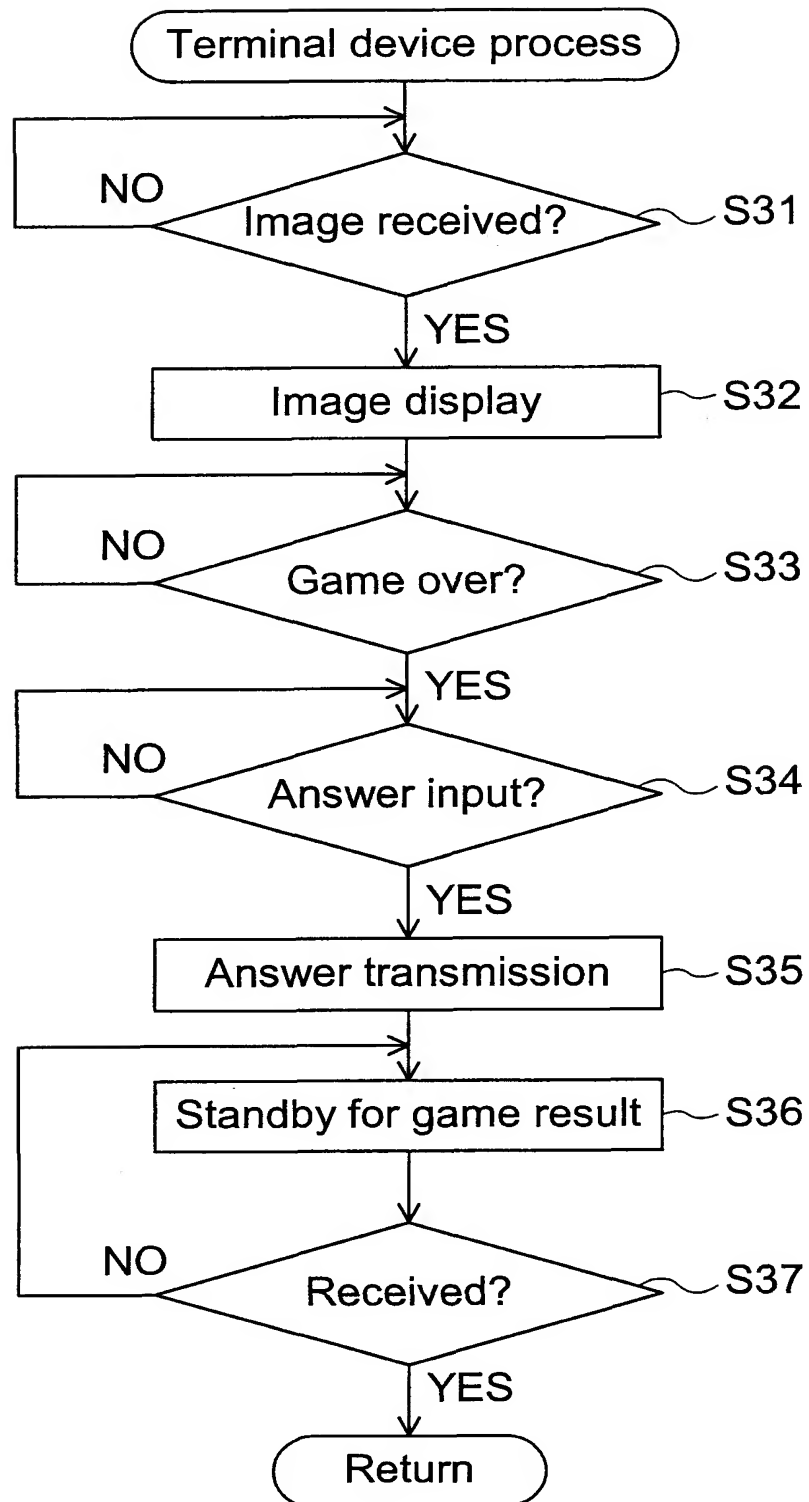 Terminal device process
NO
Image received?
S31
YES
Image display
S32
NO
Game over?
S33
YES
NO
Answer input?
S34
YES
Answer transmission
S35
Standby for game result
S36
NO
Received?
S37
YES
Return